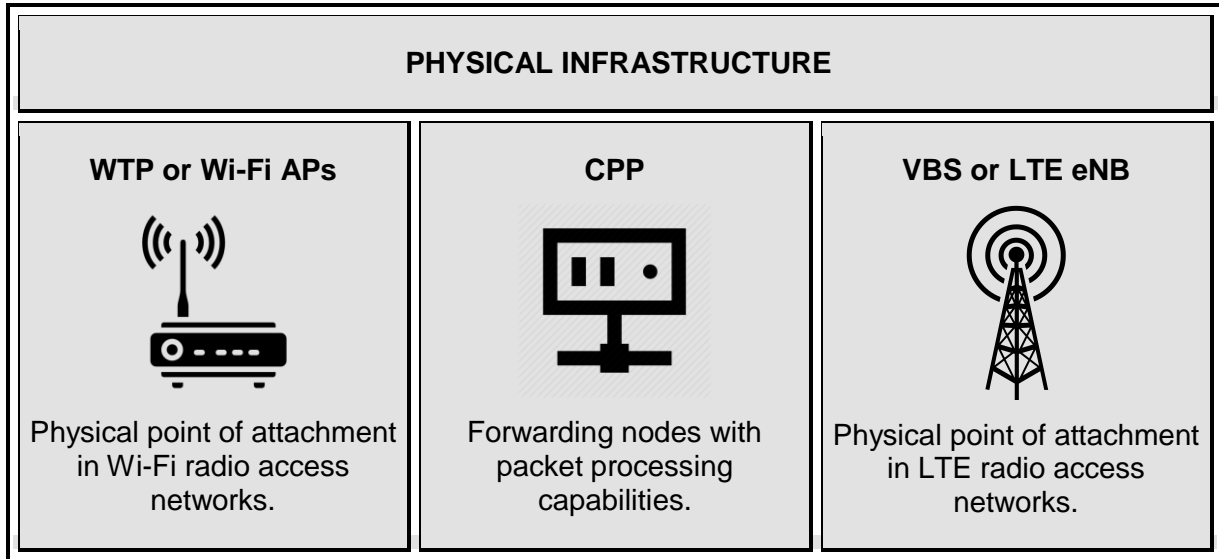 PHYSICAL INFRASTRUCTURE
WTP or Wi-Fi APs
Physical point of attachment
in Wi-Fi radio access
networks.
CPP
Forwarding nodes with
packet processing
capabilities.
VBS or LTE eNB
Physical point of attachment
in LTE radio access
networks.